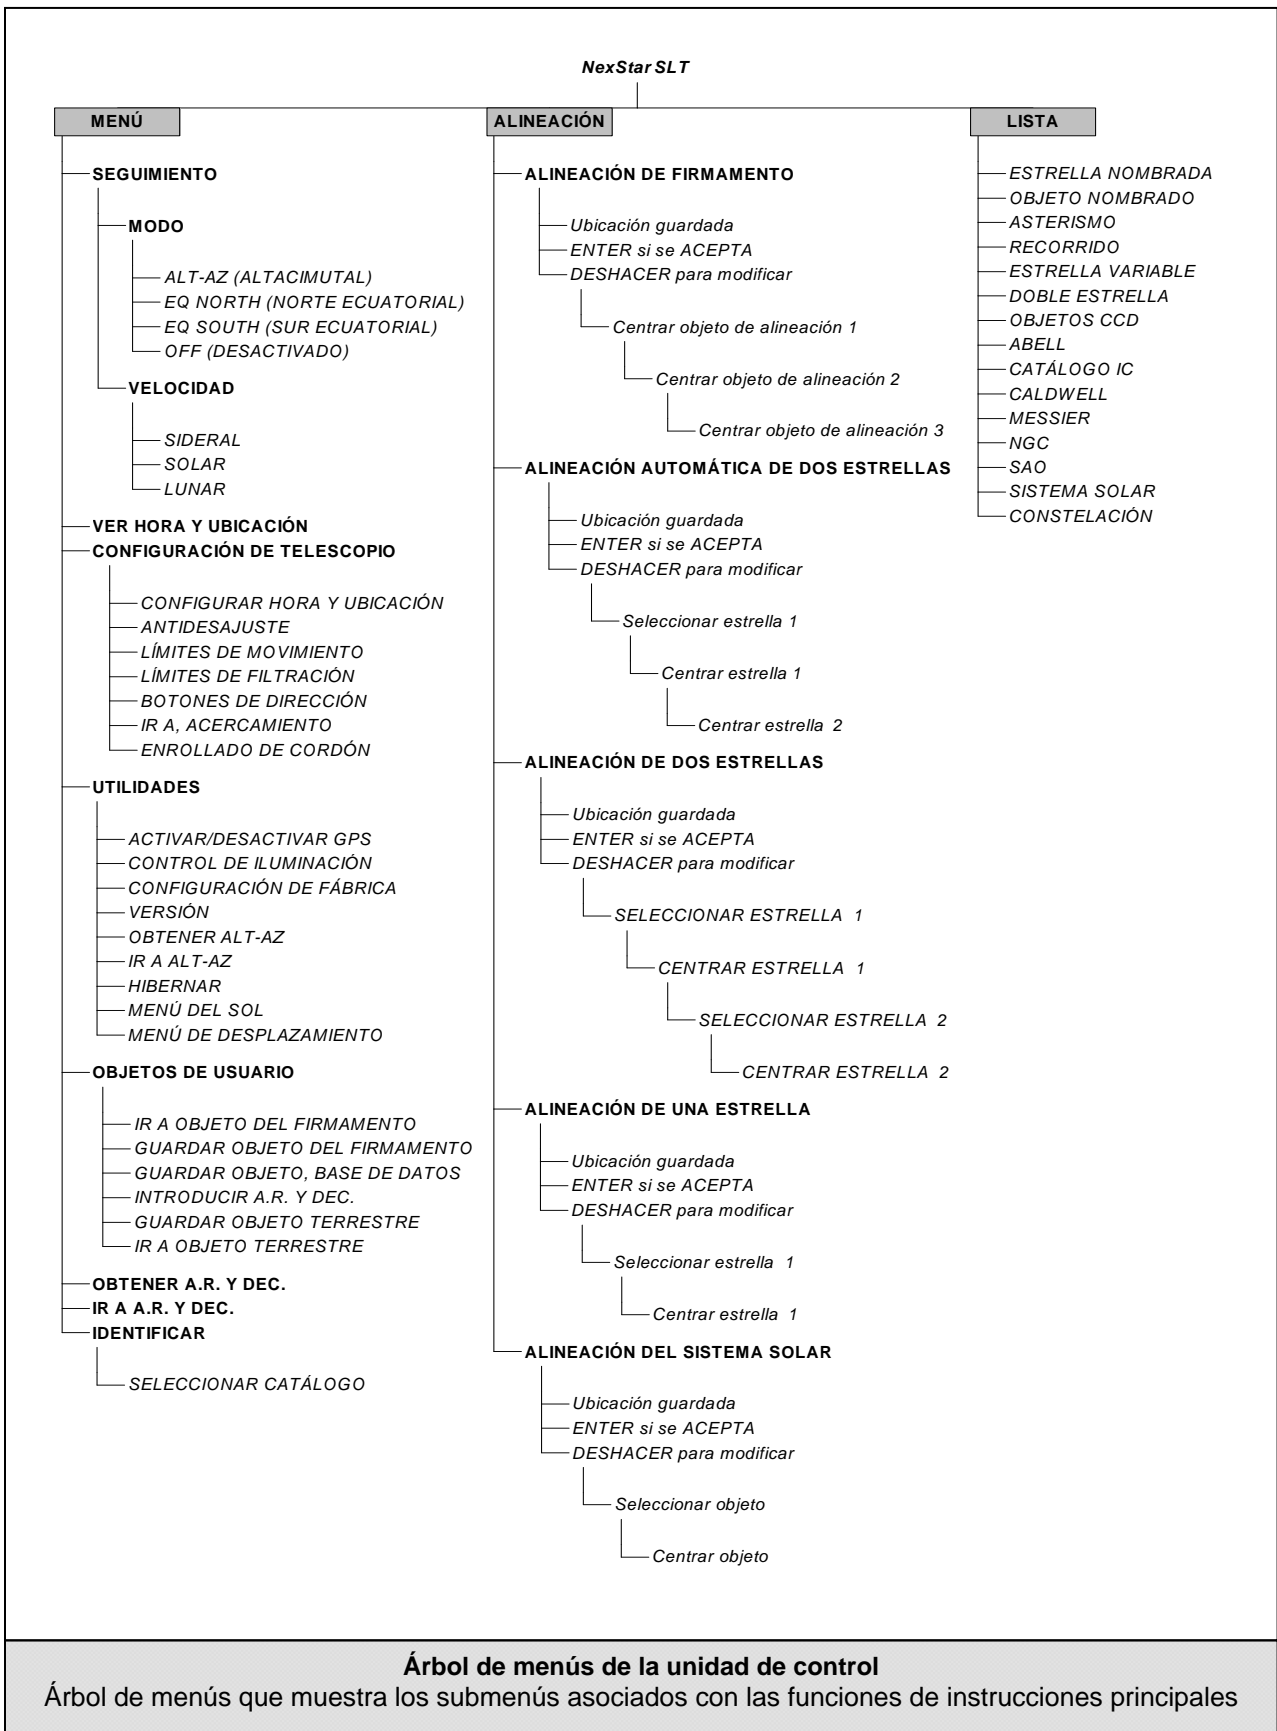 NexStar SLT
MENÚ
SEGUIMIENTO
MODO
ALT-AZ (ALTACIMUTAL)
EQ NORTH (NORTE ECUATORIAL)
EQ SOUTH (SUR ECUATORIAL)
OFF (DESACTIVADO)
VELOCIDAD
SIDERAL
SOLAR
LUNAR
VER HORA Y UBICACIÓN
CONFIGURACIÓN DE TELESCOPIO
CONFIGURAR HORA Y UBICACIÓN
ANTIDESAJUSTE
LÍMITES DE MOVIMIENTO
LÍMITES DE FILTRACIÓN
BOTONES DE DIRECCIÓN
IR A, ACERCAMIENTO
ENROLLADO DE CORDÓN
UTILIDADES
ACTIVAR/DESACTIVAR GPS
CONTROL DE ILUMINACIÓN
CONFIGURACIÓN DE FÁBRICA
VERSIÓN
OBTENER ALT-AZ
IR A ALT-AZ
HIBERNAR
MENÚ DEL SOL
MENÚ DE DESPLAZAMIENTO
OBJETOS DE USUARIO
IR A OBJETO DEL FIRMAMENTO
GUARDAR OBJETO DEL FIRMAMENTO
GUARDAR OBJETO, BASE DE DATOS
INTRODUCIR A.R. Y DEC.
GUARDAR OBJETO TERRESTRE
IR A OBJETO TERRESTRE
OBTENER A.R. Y DEC.
IR A A.R. Y DEC.
IDENTIFICAR
SELECCIONAR CATÁLOGO
ALINEACIÓN
ALINEACIÓN DE FIRMAMENTO
Ubicación guardada
ENTER si se ACEPTA
DESHACER para modificar
Centrar objeto de alineación 1
Centrar objeto de alineación 2
Centrar objeto de alineación 3
ALINEACIÓN AUTOMÁTICA DE DOS ESTRELLAS
Ubicación guardada
ENTER si se ACEPTA
DESHACER para modificar
Seleccionar estrella 1
Centrar estrella 1
Centrar estrella 2
ALINEACIÓN DE DOS ESTRELLAS
Ubicación guardada
ENTER si se ACEPTA
DESHACER para modificar
SELECCIONAR ESTRELLA 1
CENTRAR ESTRELLA 1
SELECCIONAR ESTRELLA 2
CENTRAR ESTRELLA 2
ALINEACIÓN DE UNA ESTRELLA
Ubicación guardada
ENTER si se ACEPTA
DESHACER para modificar
Seleccionar estrella 1
Centrar estrella 1
ALINEACIÓN DEL SISTEMA SOLAR
Ubicación guardada
ENTER si se ACEPTA
DESHACER para modificar
Seleccionar objeto
Centrar objeto
LISTA
ESTRELLA NOMBRADA
OBJETO NOMBRADO
ASTERISMO
RECORRIDO
ESTRELLA VARIABLE
DOBLE ESTRELLA
OBJETOS CCD
ABELL
CATÁLOGO IC
CALDWELL
MESSIER
NGC
SAO
SISTEMA SOLAR
CONSTELACIÓN
Árbol de menús de la unidad de control
Árbol de menús que muestra los submenús asociados con las funciones de instrucciones principales